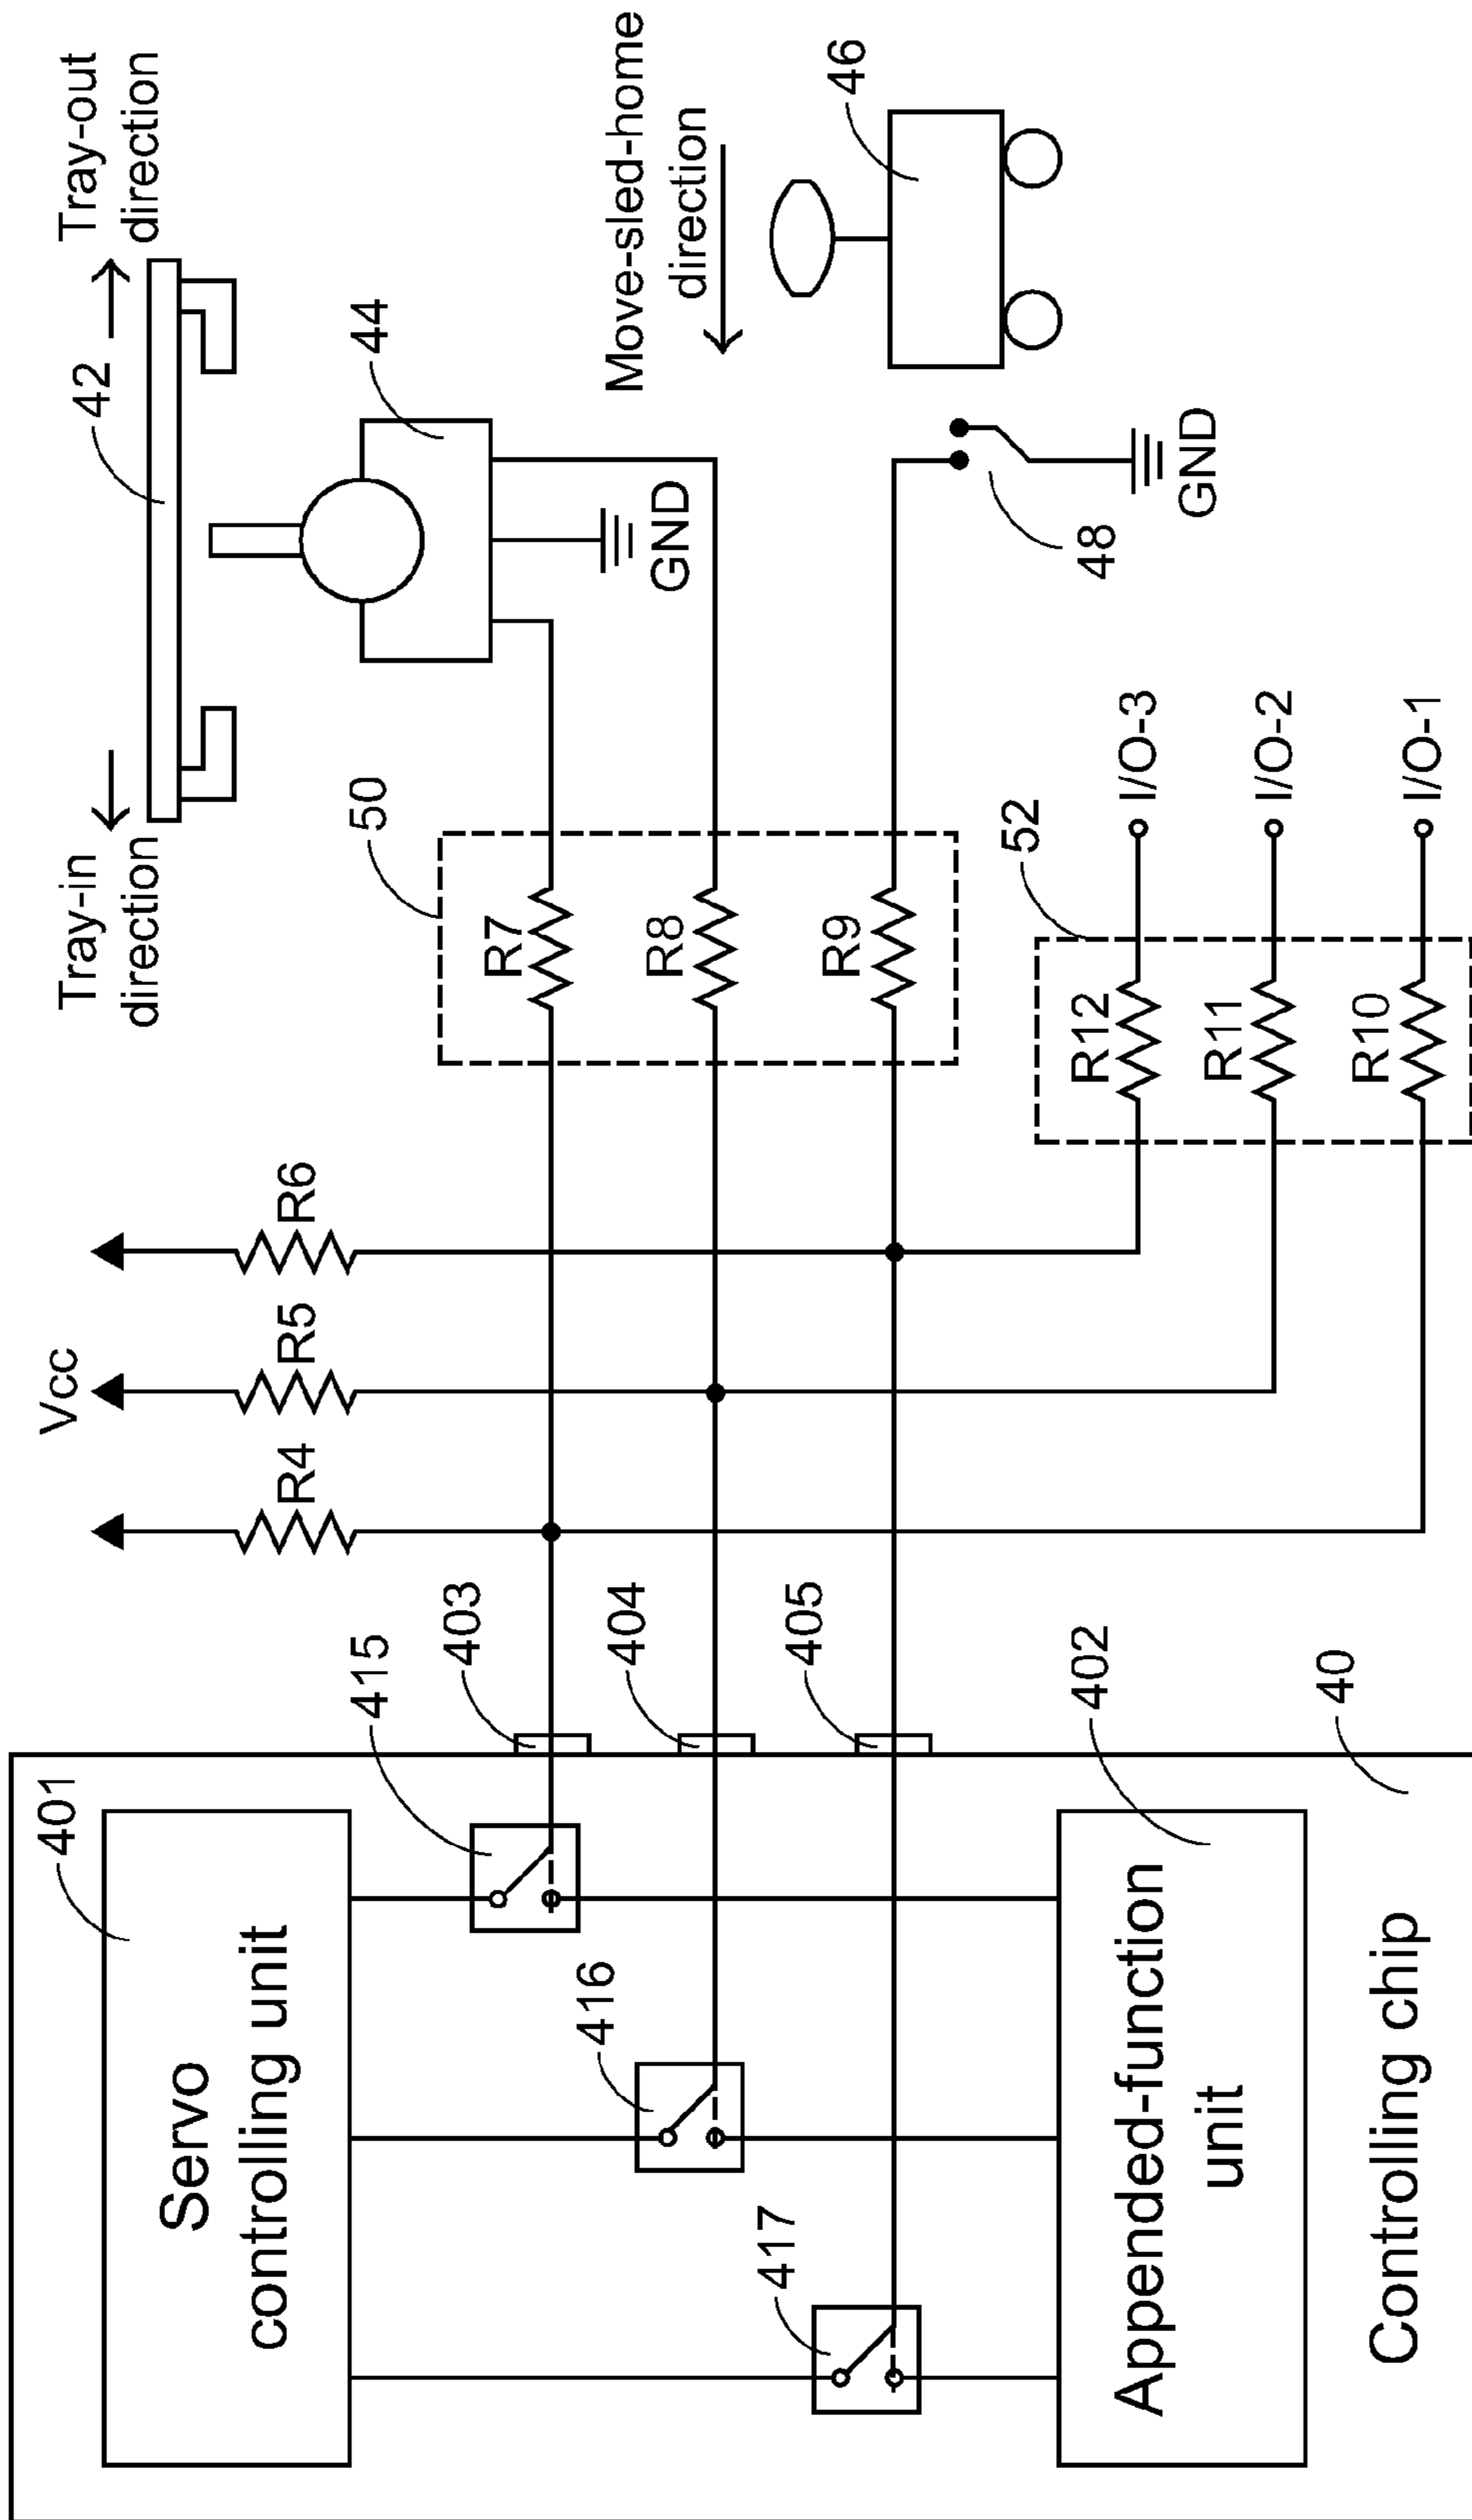 Tray-in
direction
Tray-out
direction
42
Vcc
R4
R5
R6
50
44
R7
R8
R9
GND
Move-sled-home
direction
46
48
GND
52
R12
R11
R10
I/O-3
I/O-2
I/O-1
401
Servo
controlling unit
415
403
416
404
417
405
402
Appended-function
unit
40
Controlling chip